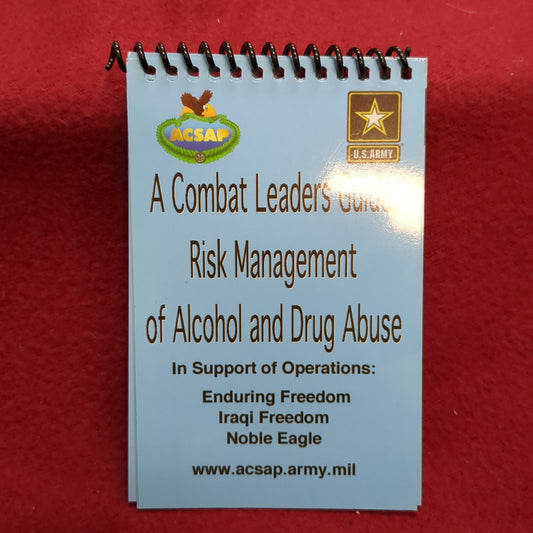 ACSAP
U.S.ARMY
A Combat Leaders Guide
Risk Management
of Alcohol and Drug Abuse
In Support of Operations:
Enduring Freedom
Iraqi Freedom
Noble Eagle
www.acsap.army.mil